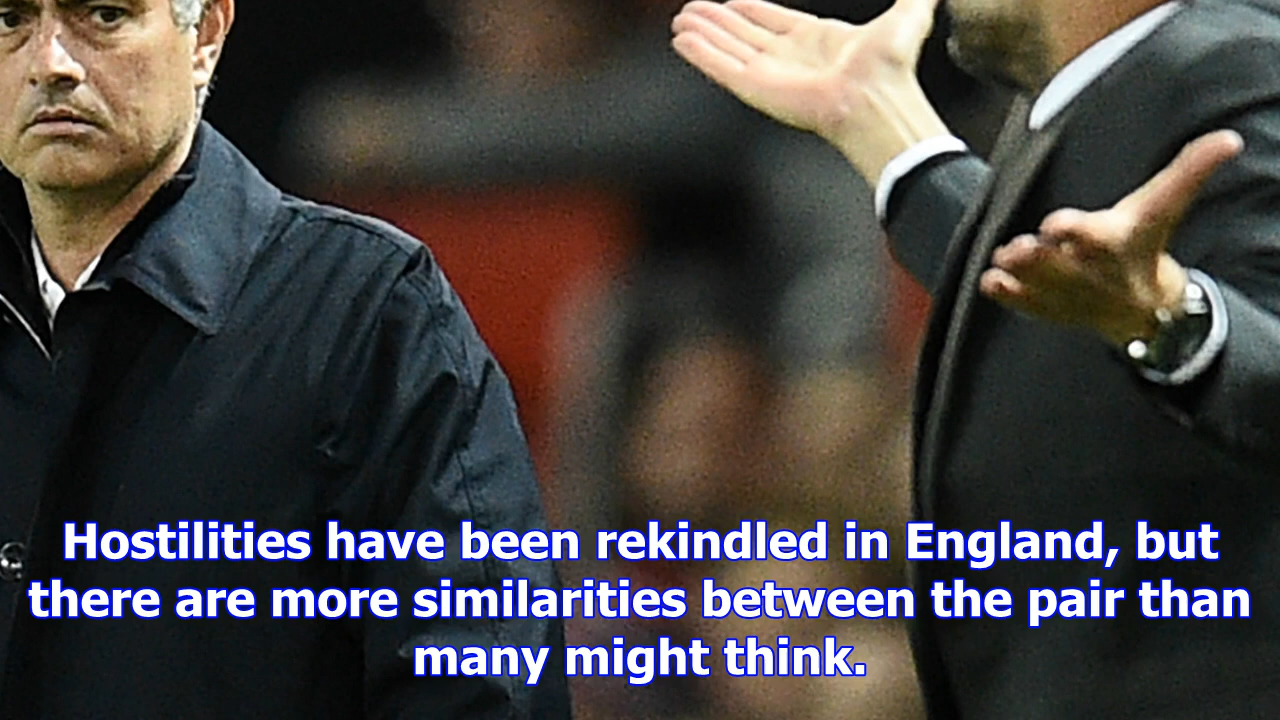 Hostilities have been rekindled in England, but
there are more similarities between the pair than
many might think.